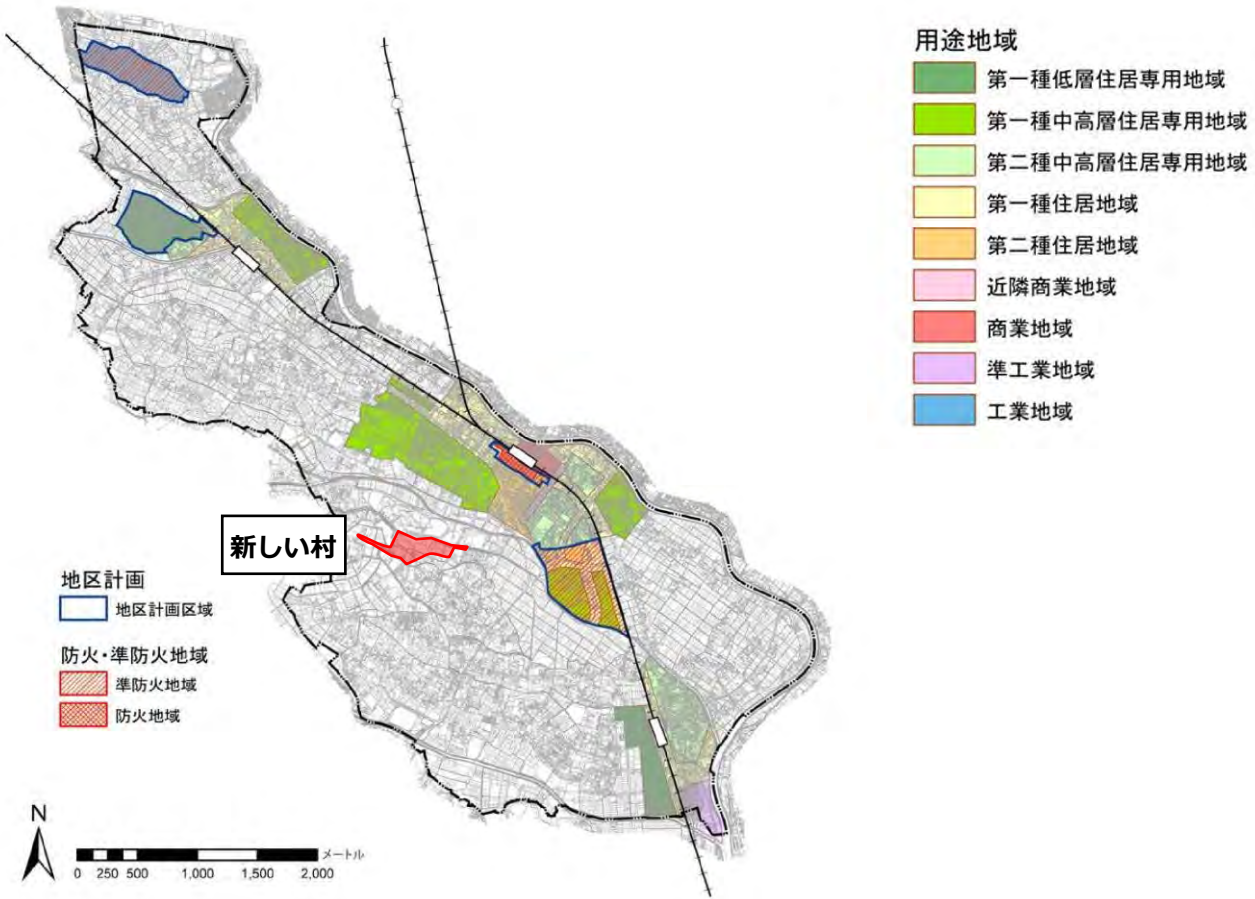 用途地域
第一種低層住居専用地域
第一種中高層住居専用地域
第二種中高層住居専用地域
第一種住居地域
第二種住居地域
近隣商業地域
商業地域
準工業地域
工業地域
新しい村
地区計画
地区計画区域
防火・準防火地域
準防火地域
防火地域
N
メートル
0 250 500 1,000 1,500 2,000